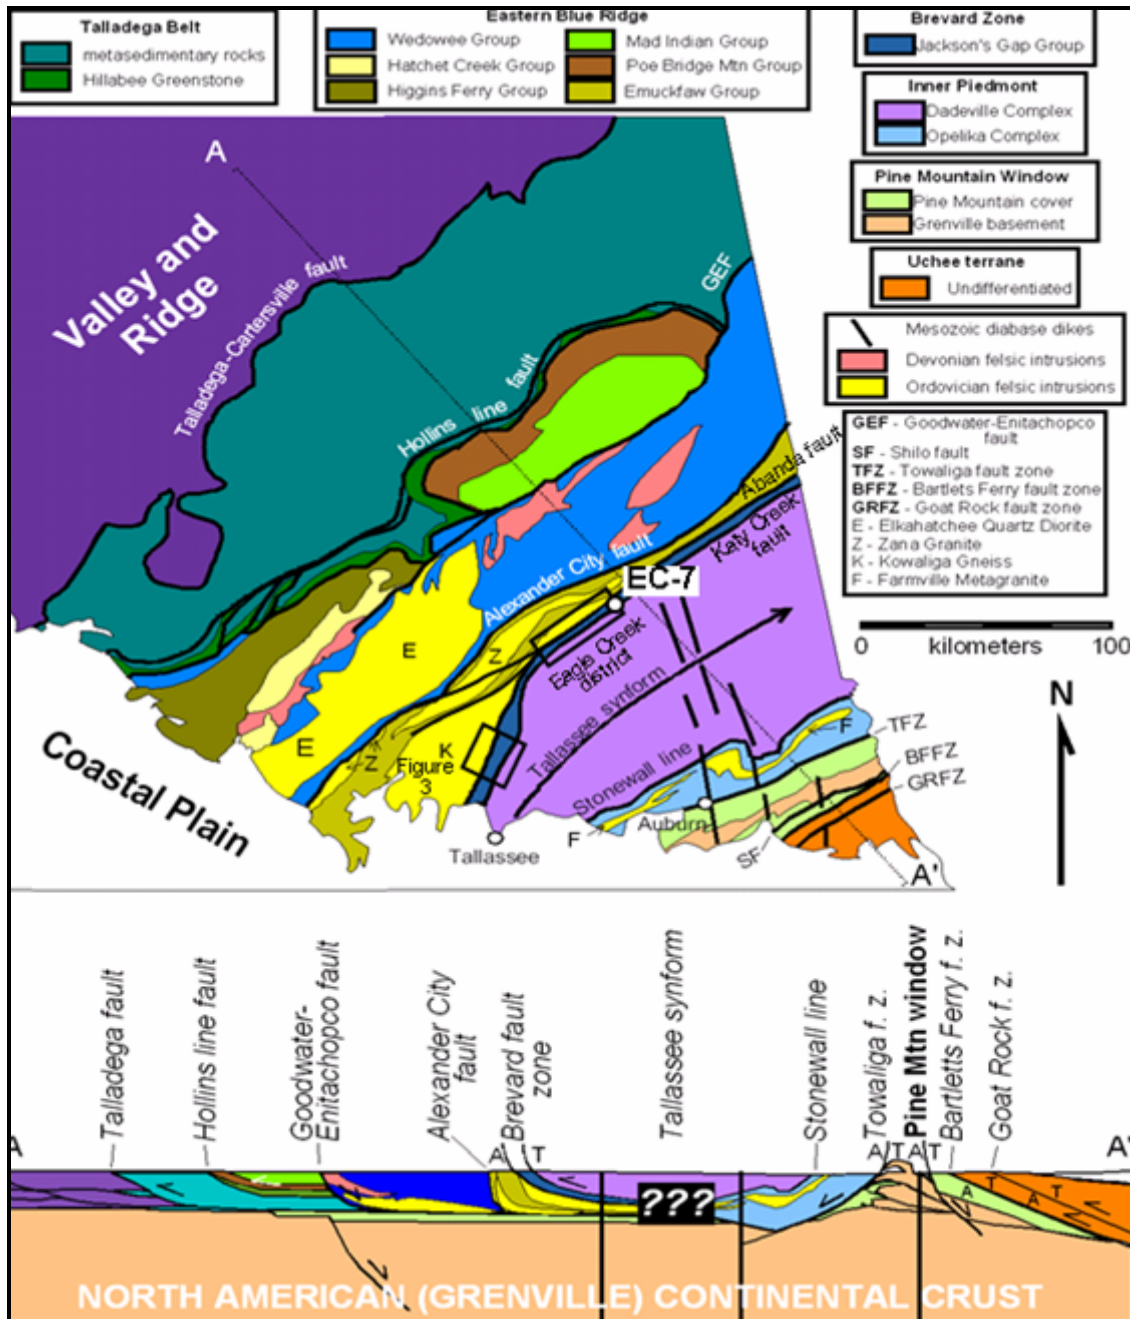 Talladega Belt
metasedimentary rocks
Hillabee Greenstone
Eastern Blue Ridge
Wedowee Group
Hatchet Creek Group
Higgins Ferry Group
Mad Indian Group
Poe Bridge Mtn Group
Emuckfaw Group
Brevard Zone
Jackson's Gap Group
Inner Piedmont
Dadeville Complex
Opelika Complex
Pine Mountain Window
Pine Mountain cover
Grenville basement
Uchee terrane
Undifferentiated
Mesozoic diabase dikes
Devonian felsic intrusions
Ordovician felsic intrusions
GEF - Goodwater-Enitachopco
fault
SF - Shilo fault
TFZ - Towaliga fault zone
BFFZ - Bartlets Ferry fault zone
GRFZ - Goat Rock fault zone
E - Elkahatchee Quartz Diorite
Z - Zana Granite
K - Kowaliga Gneiss
F - Farmville Metagranite
0 kilometers 100
N
A
Valley and
Ridge
Talladega-Cartersville fault
GEF
Hollins line fault
Abanda fault
Katy Creek
fault
Alexander City fault
EC-7
E
Z
Eagle Creek
district
Tallassee synform
E
Z
K
Figure
3
Coastal Plain
Stonewall line
F
TFZ
BFFZ
GRFZ
Auburn
F
SF
Tallassee
A'
Talladega fault
Hollins line fault
Goodwater-
Enitachopco fault
Alexander City
fault
Brevard fault
zone
Tallassee synform
Stonewall line
Towaliga f. z.
Pine Mtn window
Bartletts Ferry f. z.
Goat Rock f. z.
A
A T
A T A T
A'
???
A T
A T
NORTH AMERICAN (GRENVILLE) CONTINENTAL CRUST